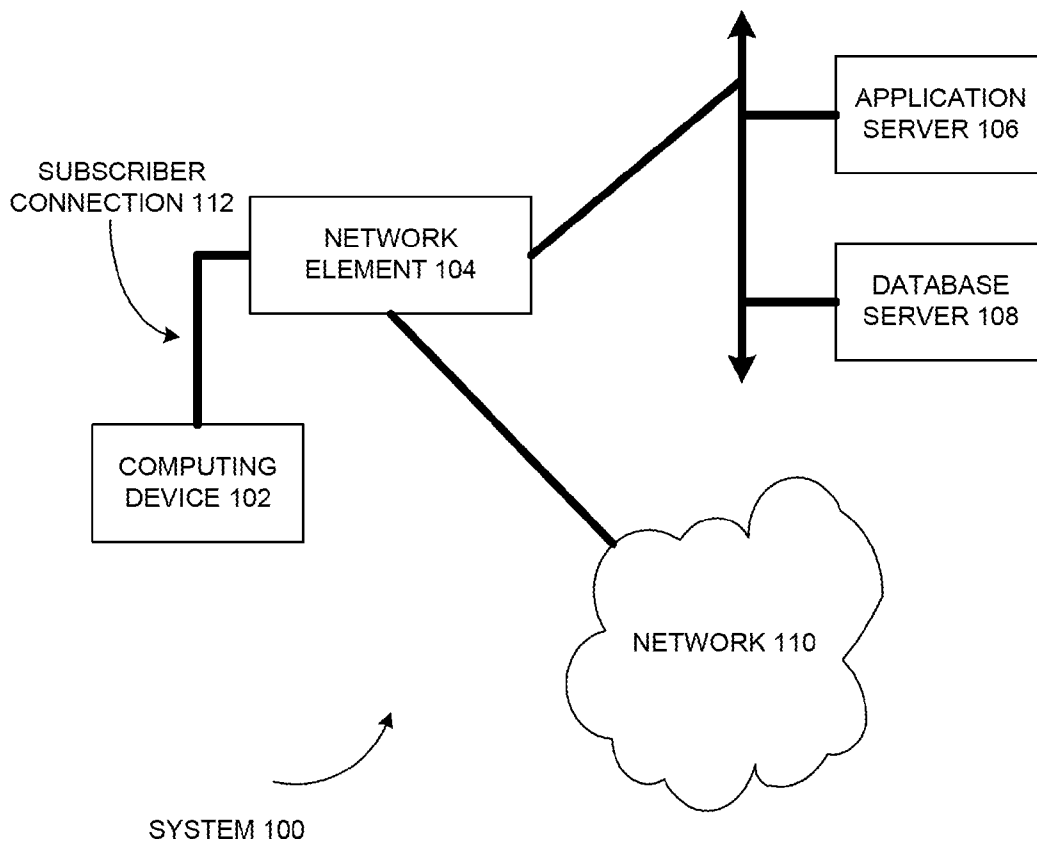 APPLICATION
SERVER 106
SUBSCRIBER
CONNECTION 112
NETWORK
ELEMENT 104
DATABASE
SERVER 108
COMPUTING
DEVICE 102
NETWORK 110
SYSTEM 100